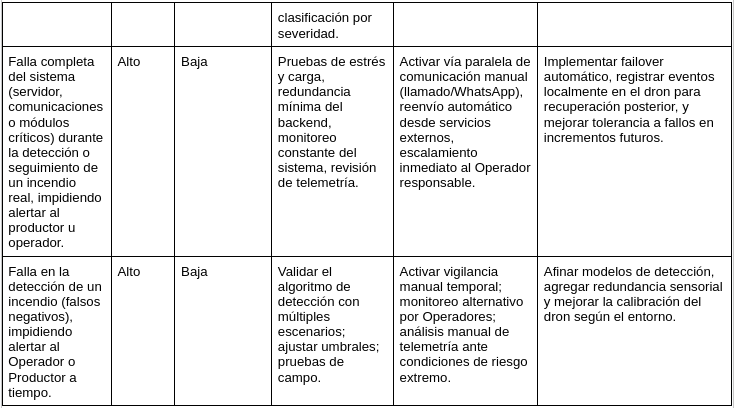 clasificación por
severidad.
Falla completa
del sistema
(servidor,
comunicaciones
o módulos
críticos) durante
la detección o
seguimiento de
un incendio
real, impidiendo
alertar al
productor u
operador.
Alto
Baja
Pruebas de estrés
y carga,
redundancia
mínima del
backend,
monitoreo
constante del
sistema, revisión
de telemetría.
Activar vía paralela de
comunicación manual
(llamado/WhatsApp),
reenvío automático
desde servicios
externos,
escalamiento
inmediato al Operador
responsable.
Implementar failover
automático, registrar eventos
localmente en el dron para
recuperación posterior, y
mejorar tolerancia a fallos en
incrementos futuros.
Falla en la
detección de un
incendio (falsos
negativos),
impidiendo
alertar al
Operador o
Productor a
tiempo.
Alto
Baja
Validar el
algoritmo de
detección con
múltiples
escenarios;
ajustar umbrales;
pruebas de
campo.
Activar vigilancia
manual temporal;
monitoreo alternativo
por Operadores;
análisis manual de
telemetría ante
condiciones de riesgo
extremo.
Afinar modelos de detección,
agregar redundancia sensorial
y mejorar la calibración del
dron según el entorno.